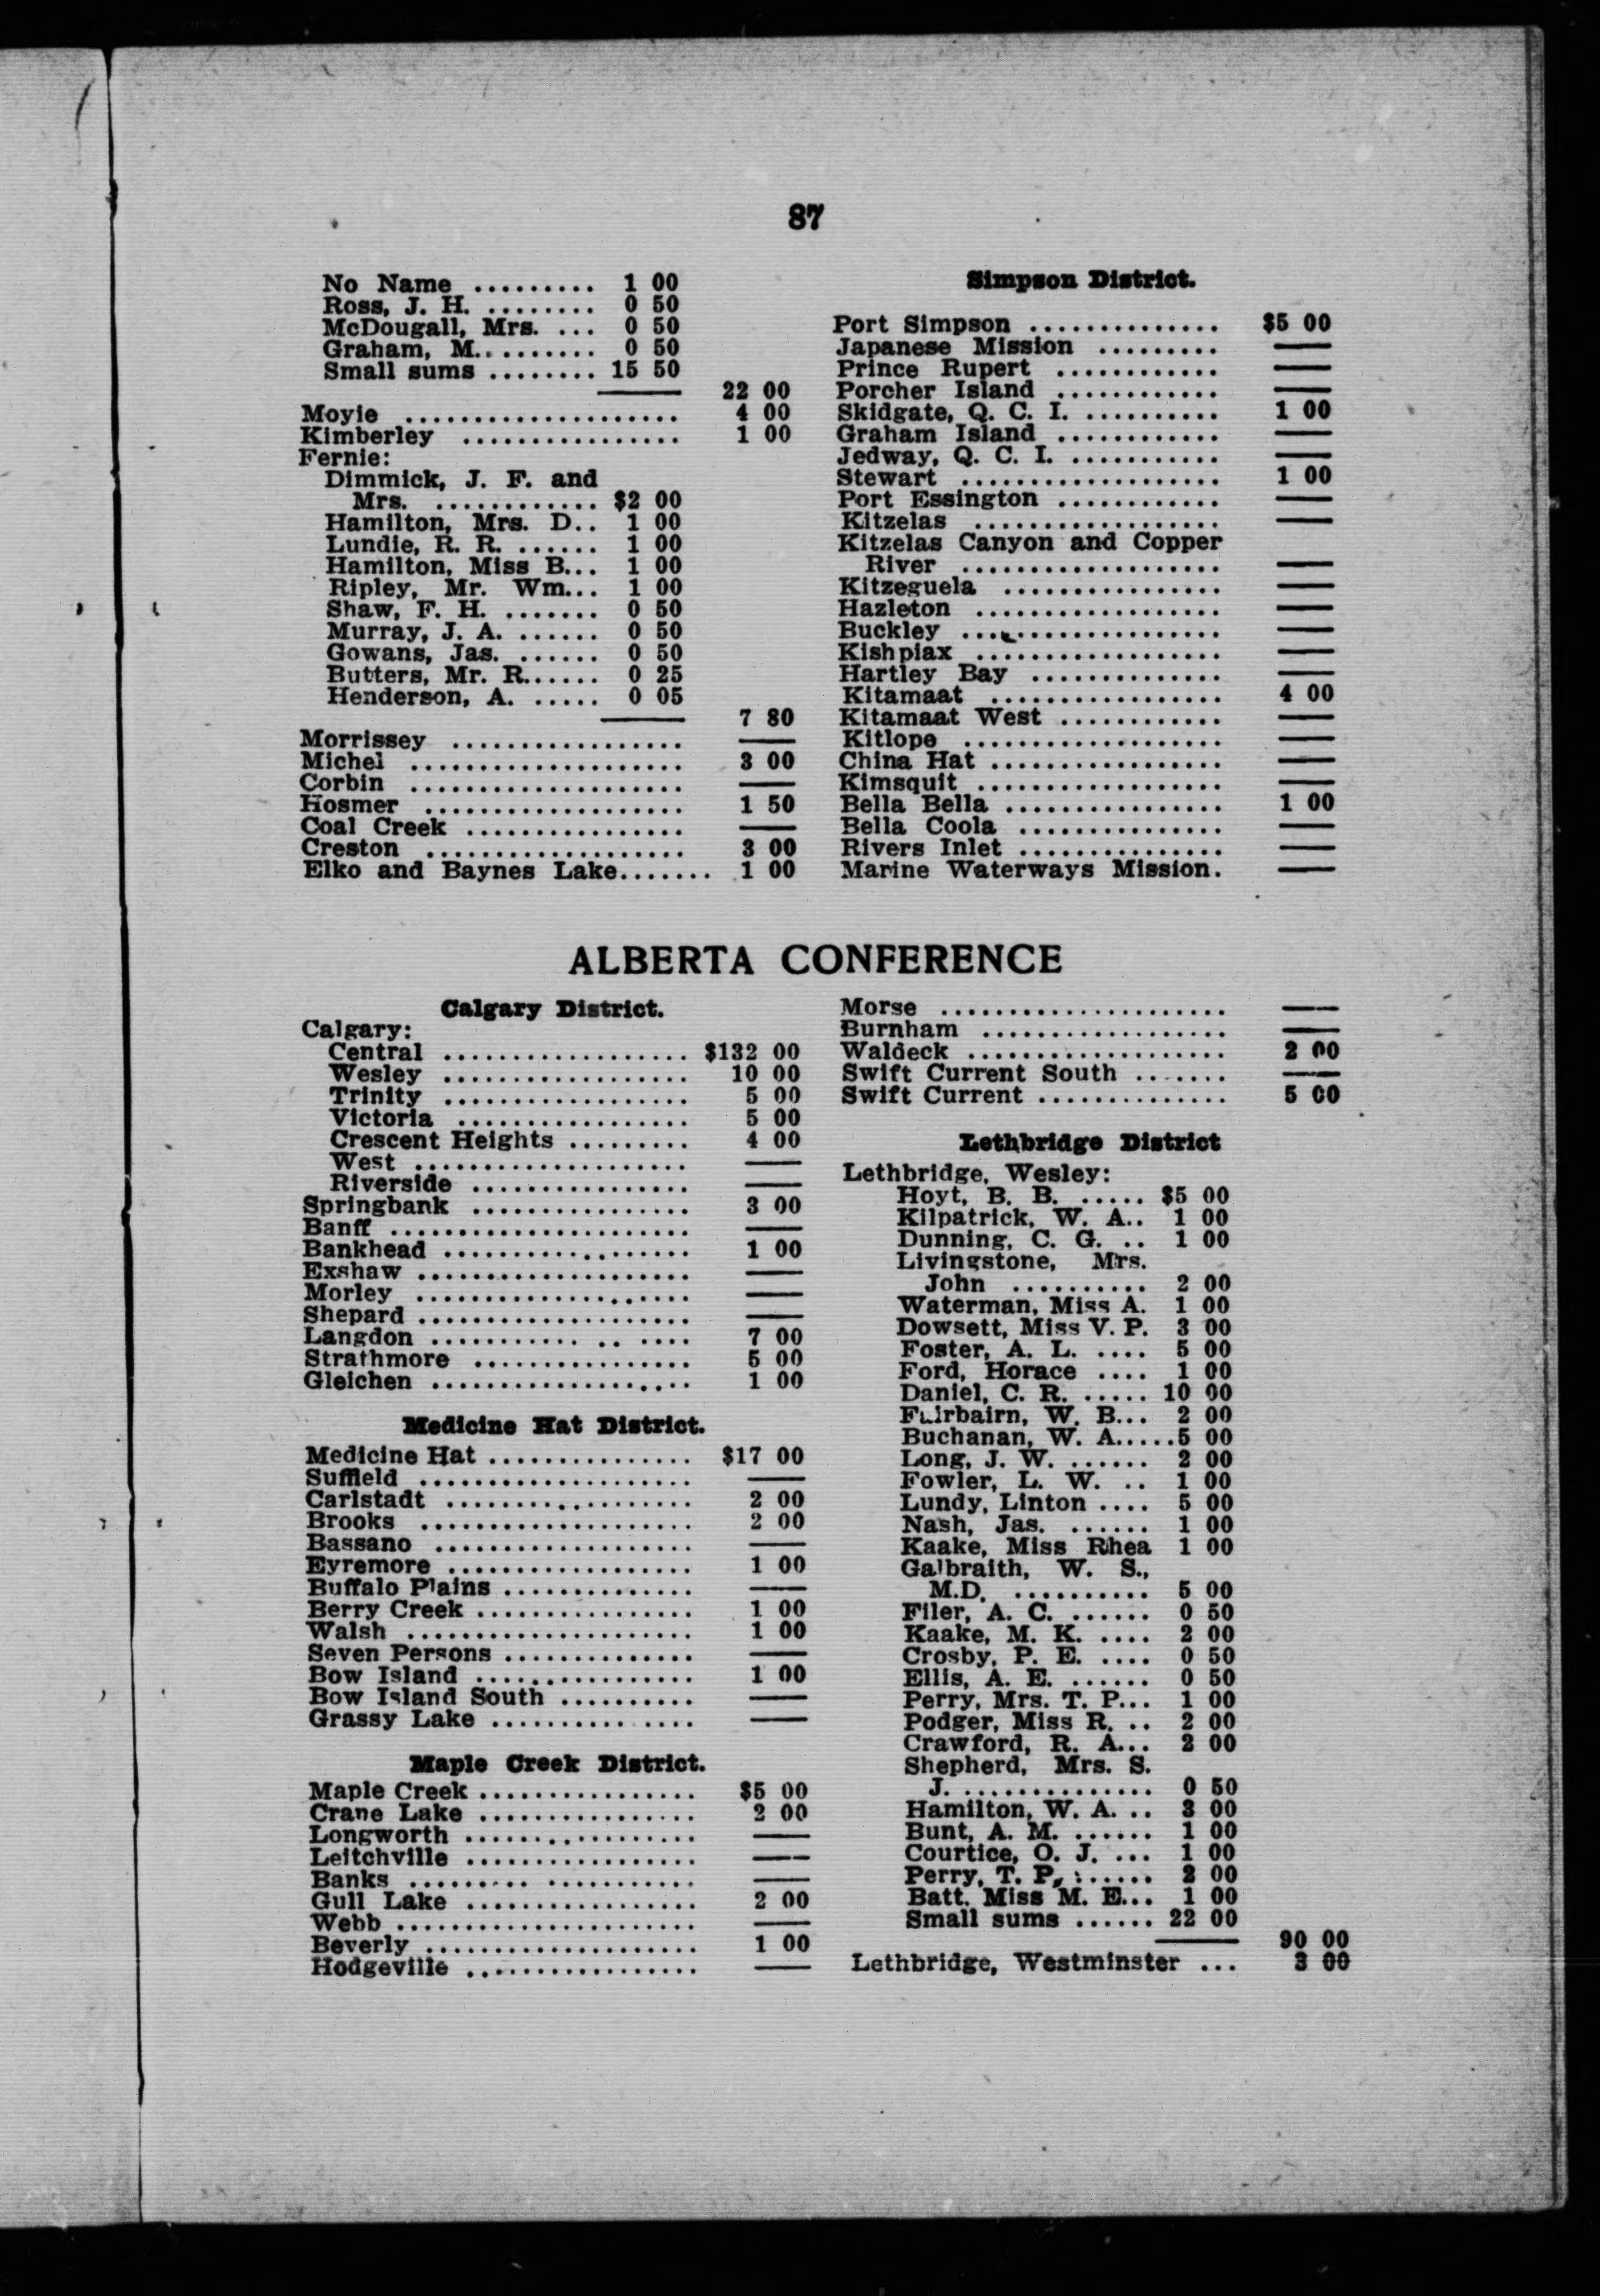 87
No Name ......... 1 00
Ross, J. H. ........ 0 50
McDougall, Mrs. ... 0 50
Graham, M. ........ 0 50
Small sums ........ 15 50
22 00
Moyie ..................... 4 00
Kimberley ................ 1 00
Fernie:
Dimmick, J. F. and
Mrs. ............ $2 00
Hamilton, Mrs. D.. 1 00
Lundie, R. R. ...... 1 00
Hamilton, Miss B... 1 00
Ripley, Mr. Wm... 1 00
Shaw, F. H. ....... 0 50
Murray, J. A. ...... 0 50
Gowans, Jas. ...... 0 50
Butters, Mr. R...... 0 25
Henderson, A. ..... 0 05
7 80
Morrissey ................. ——
Michel .................... 3 00
Corbin .................... ——
Hosmer ................... 1 50
Coal Creek ................ ——
Creston ................... 3 00
Elko and Baynes Lake....... 1 00
Simpson District.
Port Simpson .............. $5 00
Japanese Mission ......... ——
Prince Rupert ............ ——
Porcher Island ............ ——
Skidgate, Q. C. I. .......... 1 00
Graham Island ............ ——
Jedway, Q. C. I. ........... ——
Stewart ................... 1 00
Port Essington ............ ——
Kitzelas .................. ——
Kitzelas Canyon and Copper
River ................... ——
Kitzeguela ................ ——
Hazleton .................. ——
Buckley ................... ——
Kishpiax .................. ——
Hartley Bay .............. ——
Kitamaat ................. 4 00
Kitamaat West ............ ——
Kitlope ................... ——
China Hat ................. ——
Kimsquit .................. ——
Bella Bella ................ 1 00
Bella Coola ............... ——
Rivers Inlet ............... ——
Marine Waterways Mission. ——
ALBERTA CONFERENCE
Calgary District.
Calgary:
Central .................. $132 00
Wesley .................. 10 00
Trinity .................. 5 00
Victoria ................. 5 00
Crescent Heights ......... 4 00
West .................... ——
Riverside ................ ——
Springbank ................ 3 00
Banff ...................... ——
Bankhead .................. 1 00
Exshaw .................... ——
Morley .................... ——
Shepard .................... ——
Langdon ........... .. .... 7 00
Strathmore ................ 5 00
Gleichen ................... 1 00
Medicine Hat District.
Medicine Hat ............... $17 00
Suffield .................... ——
Carlstadt .................. 2 00
Brooks .................... 2 00
Bassano ................... ——
Eyremore .................. 1 00
Buffalo Plains .............. ——
Berry Creek ................ 1 00
Walsh ..................... 1 00
Seven Persons .............. ——
Bow Island ................ 1 00
Bow Island South .......... ——
Grassy Lake ............... ——
Maple Creek District.
Maple Creek ................ $5 00
Crane Lake ................ 2 00
Longworth ................. ——
Leitchville ................. ——
Banks ..................... ——
Gull Lake ................. 2 00
Webb ...................... ——
Beverly .................... 1 00
Hodgeville ................. ——
Morse ..................... ——
Burnham .................. ——
Waldeck ................... 2 00
Swift Current South ....... ——
Swift Current .............. 5 00
Lethbridge District
Lethbridge, Wesley:
Hoyt, B. B. ..... $5 00
Kilpatrick, W. A.. 1 00
Dunning, C. G. .. 1 00
Livingstone, Mrs.
John .......... 2 00
Waterman, Miss A. 1 00
Dowsett, Miss V. P. 3 00
Foster, A. L. .... 5 00
Ford, Horace .... 1 00
Daniel, C. R. ..... 10 00
Fairbairn, W. B... 2 00
Buchanan, W. A.....5 00
Long, J. W. ...... 2 00
Fowler, L. W. .. 1 00
Lundy, Linton .... 5 00
Nash, Jas. ...... 1 00
Kaake, Miss Rhea 1 00
Galbraith, W. S.,
M.D. .......... 5 00
Filer, A. C. ...... 0 50
Kaake, M. K. .... 2 00
Crosby, P. E. .... 0 50
Ellis, A. E. ...... 0 50
Perry, Mrs. T. P... 1 00
Podger, Miss R. .. 2 00
Crawford, R. A... 2 00
Shepherd, Mrs. S.
J. .............. 0 50
Hamilton, W. A. .. 3 00
Bunt, A. M. ...... 1 00
Courtice, O. J. ... 1 00
Perry, T. P. ...... 2 00
Batt, Miss M. E... 1 00
Small sums ...... 22 00
90 00
Lethbridge, Westminster ... 3 00